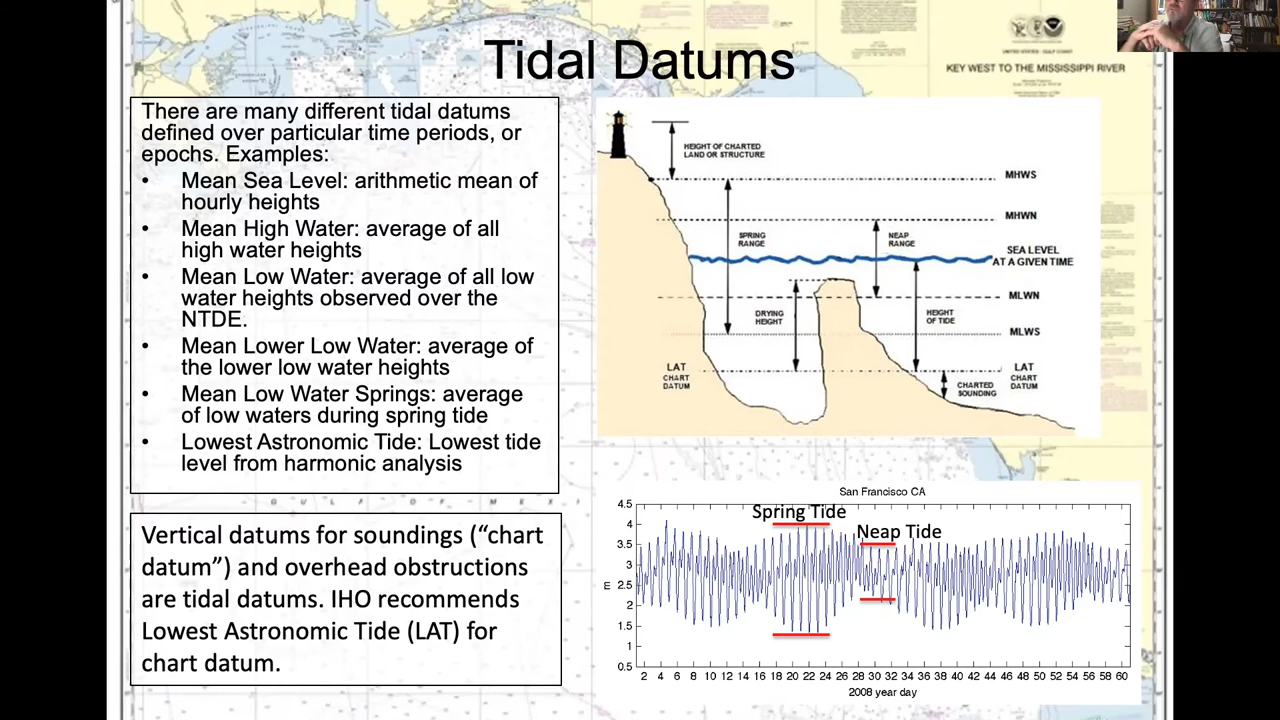 Tidal Datums
There are many different tidal datums
defined over particular time periods, or
epochs. Examples:
• Mean Sea Level: arithmetic mean of
hourly heights
• Mean High Water: average of all
high water heights
• Mean Low Water: average of all low
water heights observed over the
NTDE.
• Mean Lower Low Water: average of
the lower low water heights
• Mean Low Water Springs: average
of low waters during spring tide
• Lowest Astronomic Tide: Lowest tide
level from harmonic analysis
Vertical datums for soundings (“chart
datum”) and overhead obstructions
are tidal datums. IHO recommends
Lowest Astronomic Tide (LAT) for
chart datum.
UNITED STATES - GULF COAST
KEY WEST TO THE MISSISSIPPI RIVER
HEIGHT OF CHARTED
LAND OR STRUCTURE
MHWS
MHWN
SPRING
RANGE
NEAP
RANGE
SEA LEVEL
AT A GIVEN TIME
MLWN
DRYING
HEIGHT
HEIGHT
OF TIDE
MLWS
LAT
CHART
DATUM
LAT
CHART
DATUM
CHARTED
SOUNDING
GULF OF MEXI
San Francisco CA
Spring Tide
Neap Tide
4.5
4
3.5
3
2.5
2
1.5
1
0.5
m
2 4 6 8 10 12 14 16 18 20 22 24 26 28 30 32 34 36 38 40 42 44 46 48 50 52 54 56 58 60
2008 year day